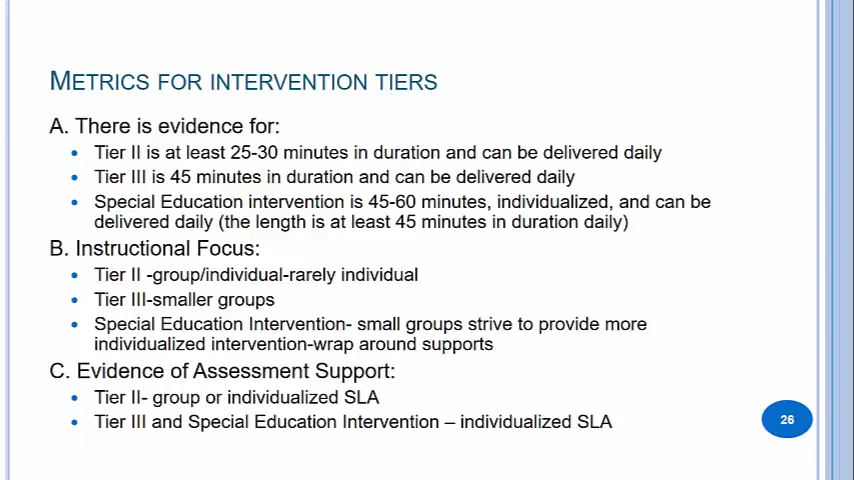 METRICS FOR INTERVENTION TIERS
A. There is evidence for:
• Tier II is at least 25-30 minutes in duration and can be delivered daily
• Tier III is 45 minutes in duration and can be delivered daily
• Special Education intervention is 45-60 minutes, individualized, and can be
delivered daily (the length is at least 45 minutes in duration daily)
B. Instructional Focus:
• Tier II -group/individual-rarely individual
• Tier III-smaller groups
• Special Education Intervention- small groups strive to provide more
individualized intervention-wrap around supports
C. Evidence of Assessment Support:
• Tier II- group or individualized SLA
• Tier III and Special Education Intervention – individualized SLA
26